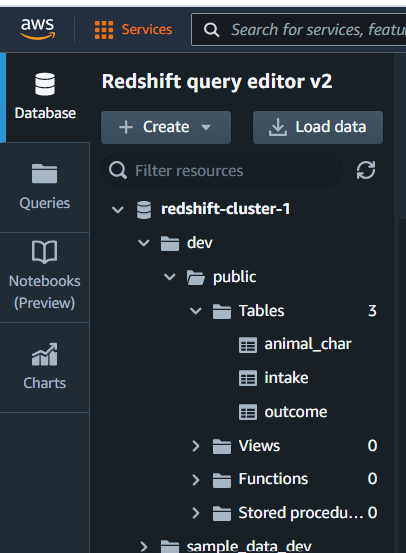 aws Services Search for services, featu
Redshift query editor v2
Database
Create Load data
Filter resources
Queries
redshift-cluster-1
dev
Notebooks
(Preview)
public
Tables 3
animal_char
Charts
intake
outcome
Views 0
Functions 0
Stored procedu... 0
sample_data_dev